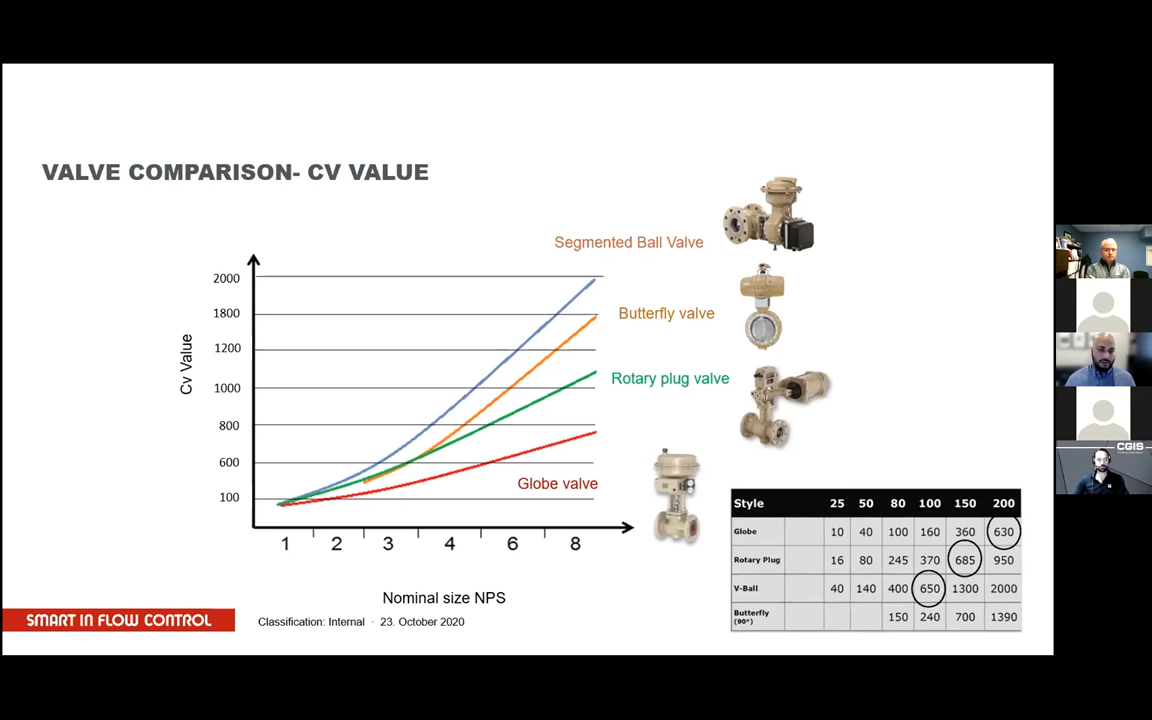 VALVE COMPARISON- CV VALUE
Segmented Ball Valve
Butterfly valve
Rotary plug valve
Globe valve
Cv Value
2000
1800
1200
1000
800
600
100
1 2 3 4 6 8
Nominal size NPS
Style 25 50 80 100 150 200
Globe 10 40 100 160 360 630
Rotary Plug 16 80 245 370 685 950
V-Ball 40 140 400 650 1300 2000
Butterfly (90°) 150 240 700 1390
SMART IN FLOW CONTROL
Classification: Internal · 23. October 2020
CGIS